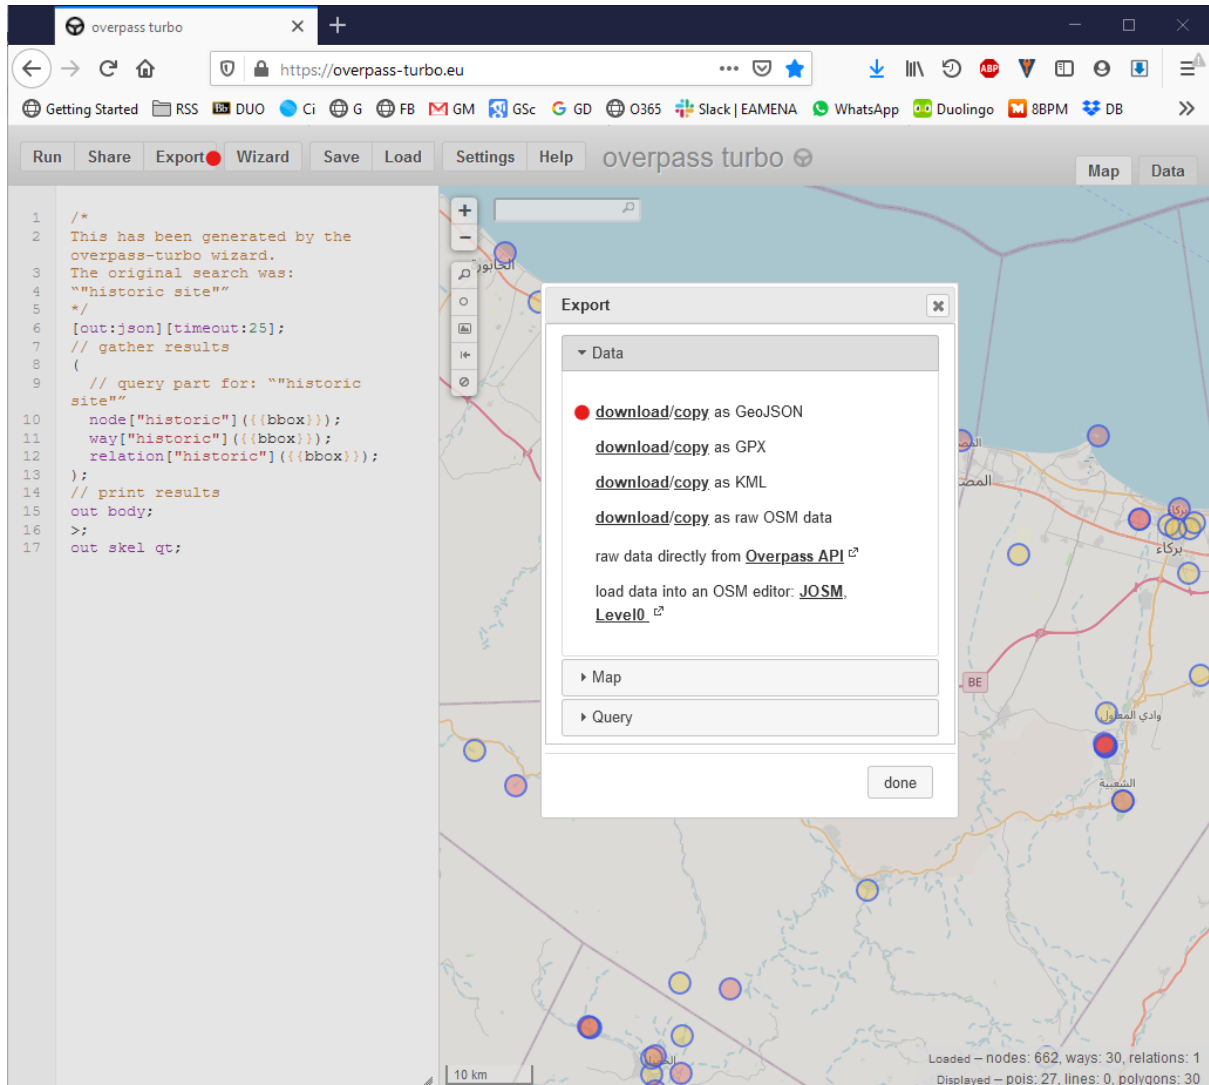 overpass turbo
https://overpass-turbo.eu
Getting Started RSS Bb DUO Ci G FB GM GSc GD O365 Slack | EAMENA WhatsApp Duolingo 8BPM DB
ABP
Run Share Export Wizard Save Load Settings Help overpass turbo
Map Data
1 /*
2 This has been generated by the
overpass-turbo wizard.
3 The original search was:
4 “"historic site"”
5 */
6 [out:json][timeout:25];
7 // gather results
8 (
9 // query part for: “"historic
site"”
10 node["historic"]({{bbox}});
11 way["historic"]({{bbox}});
12 relation["historic"]({{bbox}});
13 );
14 // print results
15 out body;
16 >;
17 out skel qt;
+
−
الخابورة
Export
Data
download/copy as GeoJSON
download/copy as GPX
download/copy as KML
download/copy as raw OSM data
raw data directly from Overpass API
load data into an OSM editor: JOSM,
Level0
Map
Query
done
بركاء
بركاء
BE
وادي المعاول
الشعيبة
10 km
Loaded – nodes: 662, ways: 30, relations: 1
Displayed – pois: 27, lines: 0, polygons: 30